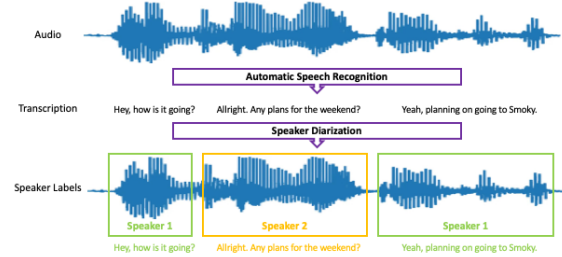 Audio
Automatic Speech Recognition
Transcription Hey, how is it going? Allright. Any plans for the weekend? Yeah, planning on going to Smoky.
Speaker Diarization
Speaker Labels
Speaker 1 Speaker 2 Speaker 1
Hey, how is it going? Allright. Any plans for the weekend? Yeah, planning on going to Smoky.